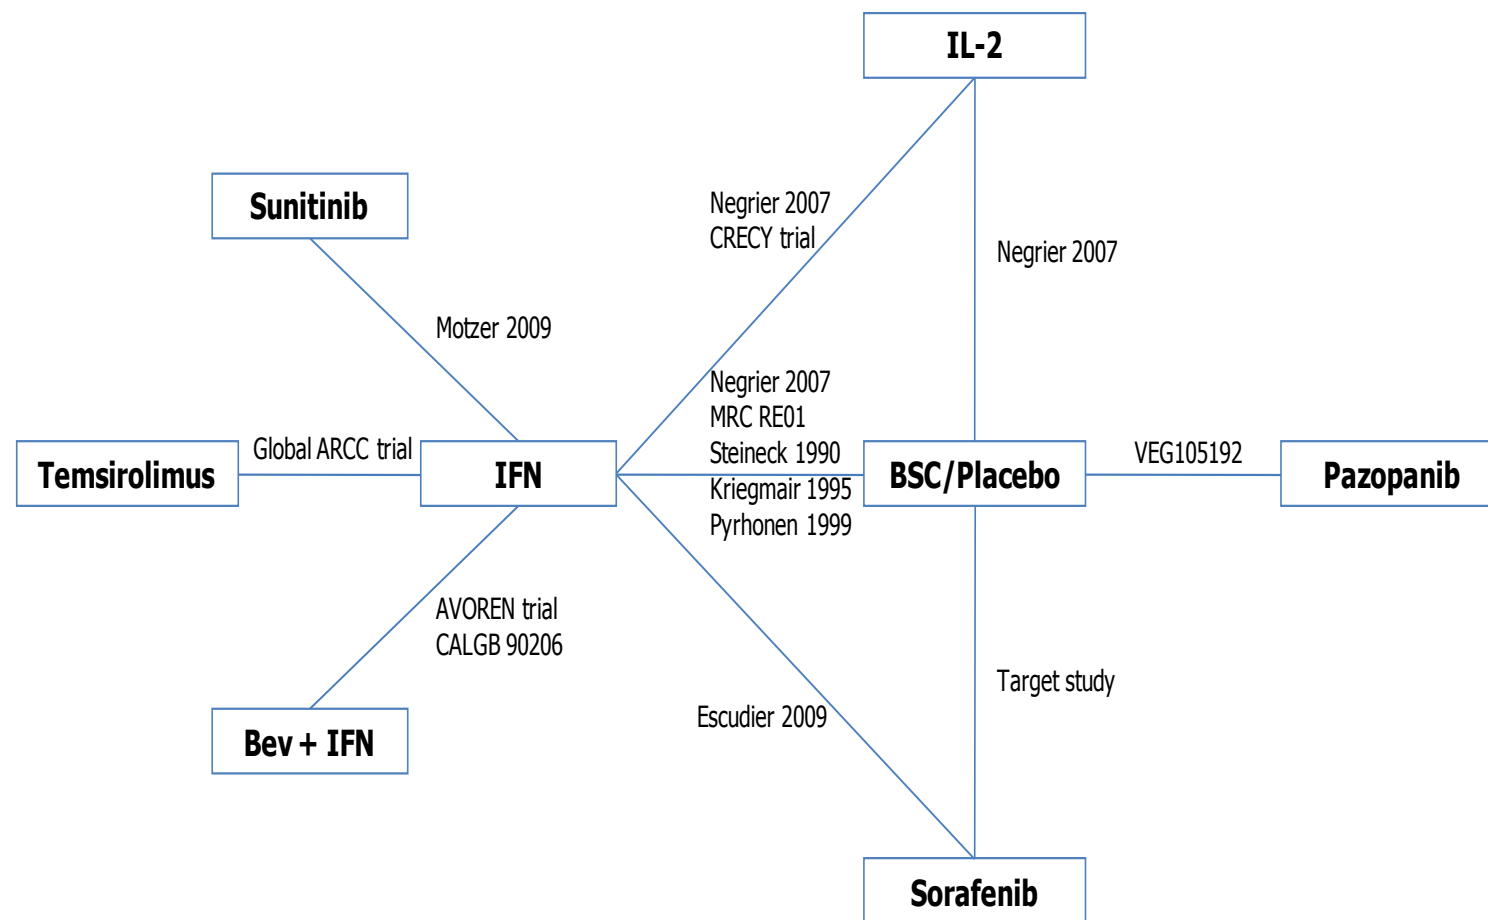 IL-2
Sunitinib
Negrier 2007
CRECY trial
Negrier 2007
Motzer 2009
Negrier 2007
MRC RE01
Steineck 1990
Kriegmair 1995
Pyrhonen 1999
Temsirolimus
Global ARCC trial
IFN
BSC/Placebo
VEG105192
Pazopanib
AVOREN trial
CALGB 90206
Escudier 2009
Target study
Bev + IFN
Sorafenib